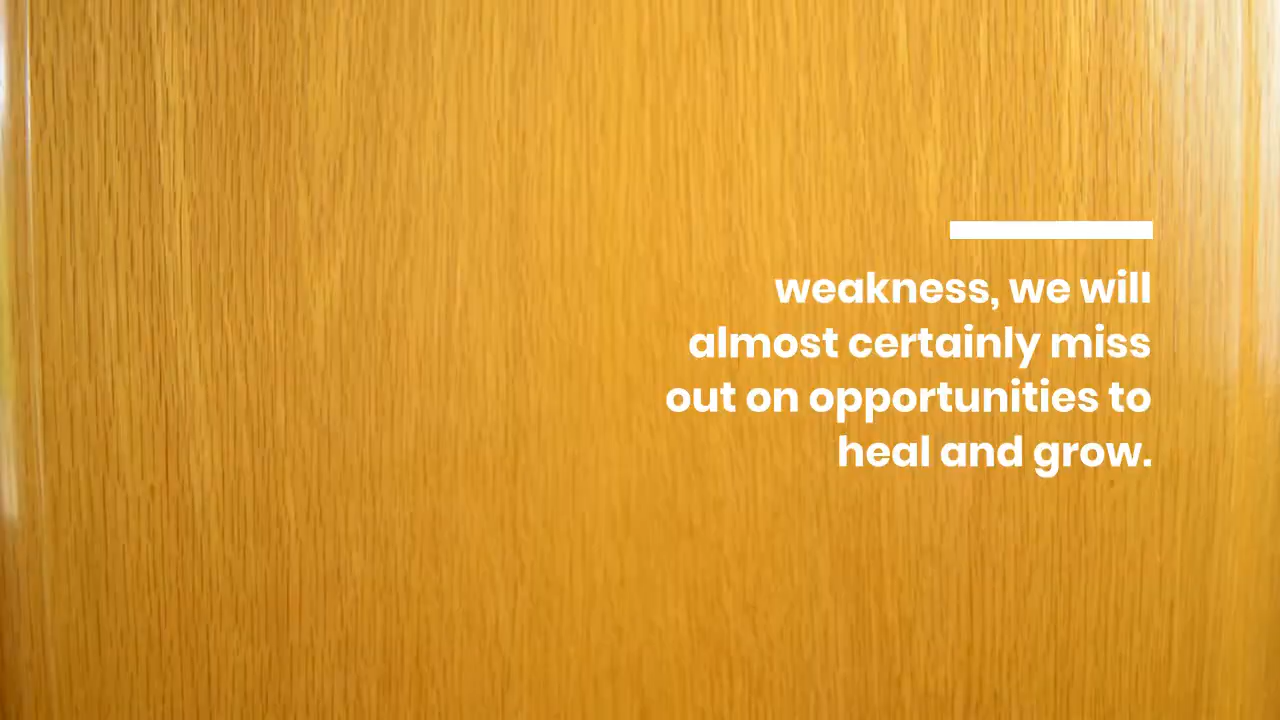 weakness, we will
almost certainly miss
out on opportunities to
heal and grow.